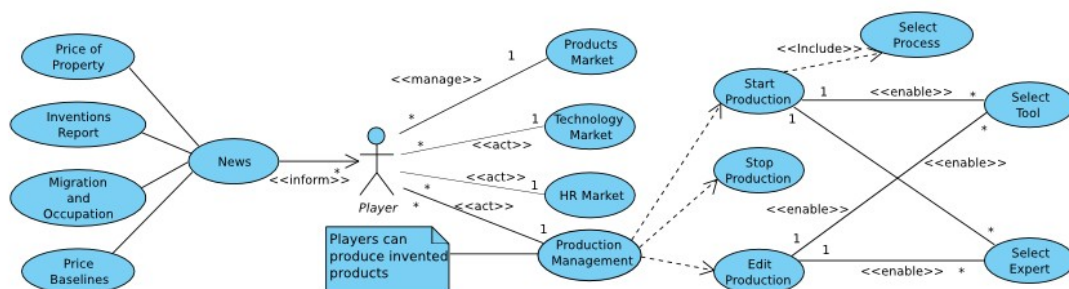 Price of
Property
Inventions
Report
Migration
and
Occupation
Price
Baselines
News
<<inform>>
*
Player
<<manage>>
1
*
Products
Market
Technology
Market
1
*
<<act>>
HR Market
<<act>>
1
*
*
<<act>>
1
Production
Management
Players can
produce invented
products
Start
Production
<<Include>>
Select
Process
Stop
Production
Edit
Production
1
<<enable>>
*
Select
Tool
1
*
<<enable>>
<<enable>>
1
1
*
<<enable>>
*
Select
Expert